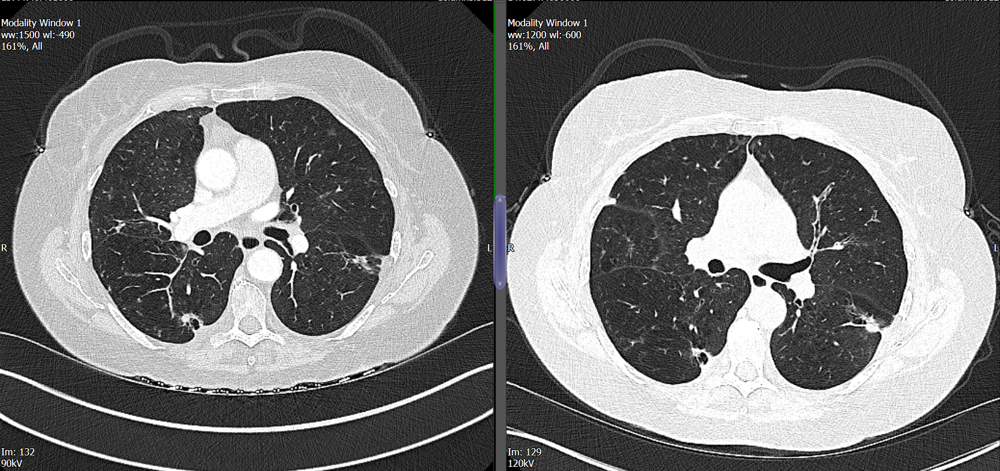 Modality Window 1
ww:1500 wl:-490
161%, All
R
L
Im: 132
90kV
Modality Window 1
ww:1200 wl:-600
161%, All
R
L
Im: 129
120kV